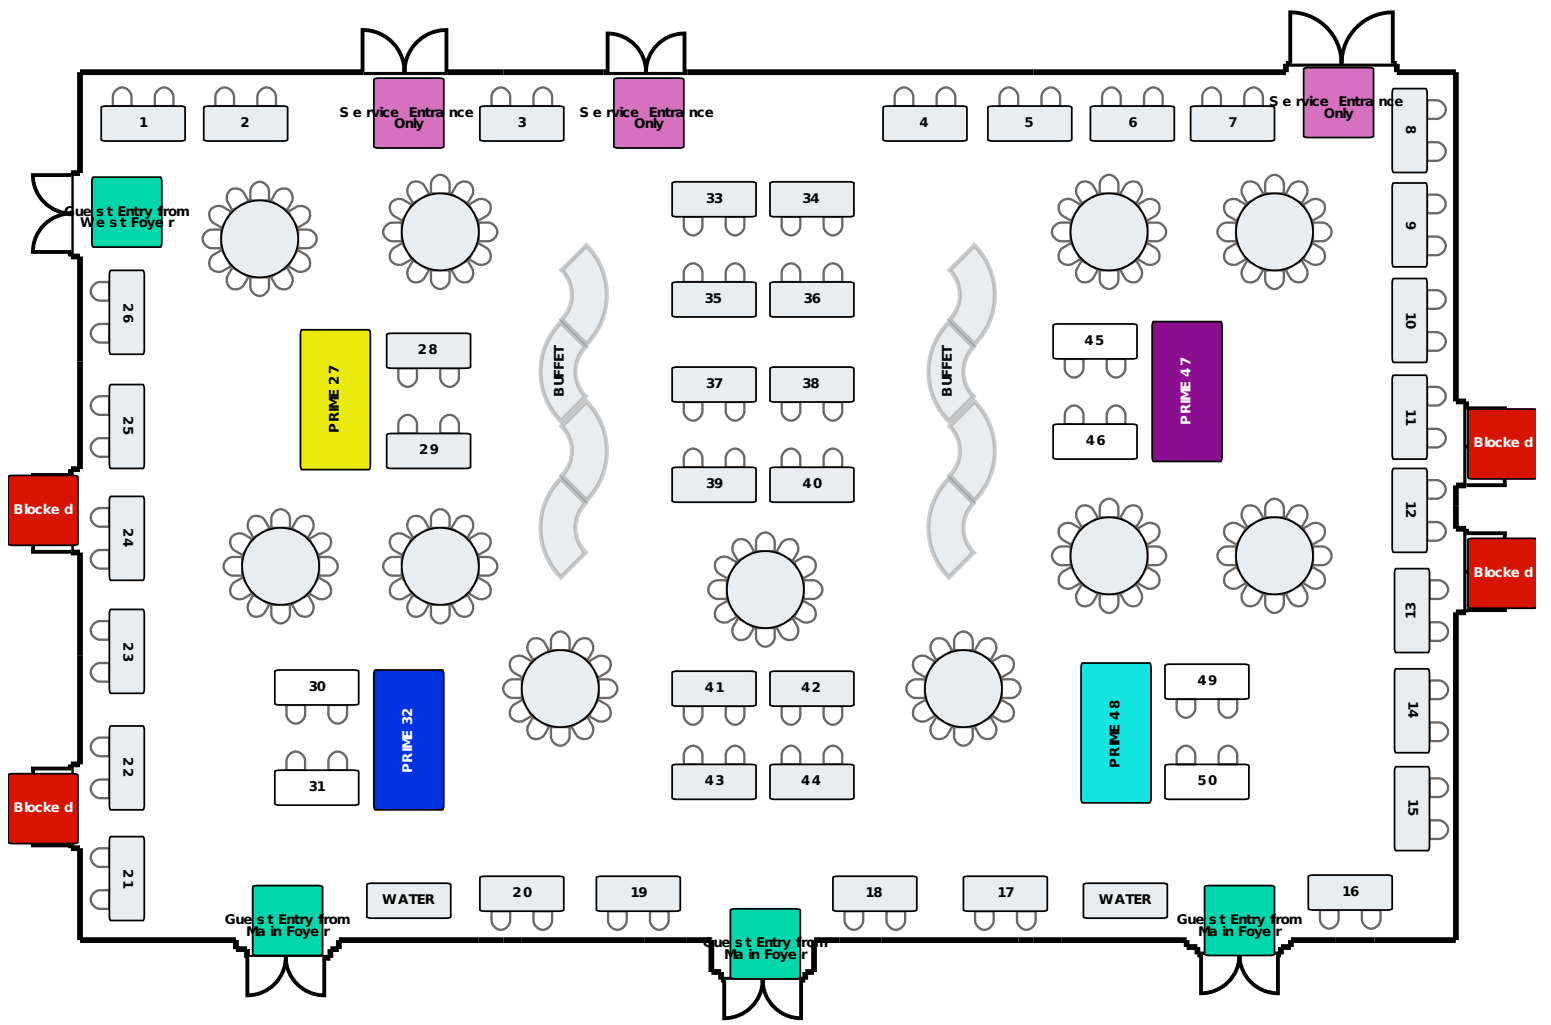 1
2
Service Entrance
Only
3
Service Entrance
Only
4
5
6
7
Service Entrance
Only
8
Guest Entry from
West Foyer
33
34
9
26
35
36
10
28
BUFFET
BUFFET
45
PRIME 27
37
38
PRIME 47
11
25
29
46
Blocked
39
40
12
Blocked
24
Blocked
13
23
30
41
42
49
14
PRIME 32
PRIME 48
22
31
43
44
50
15
Blocked
21
WATER
20
19
18
17
WATER
16
Guest Entry from
Main Foyer
Guest Entry from
Main Foyer
Guest Entry from
Main Foyer